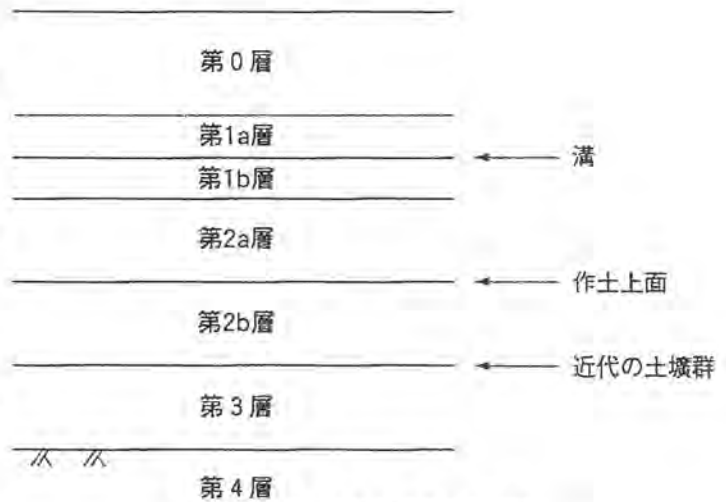 第0層
第1a層
溝
第1b層
第2a層
作土上面
第2b層
近代の土壙群
第3層
第4層